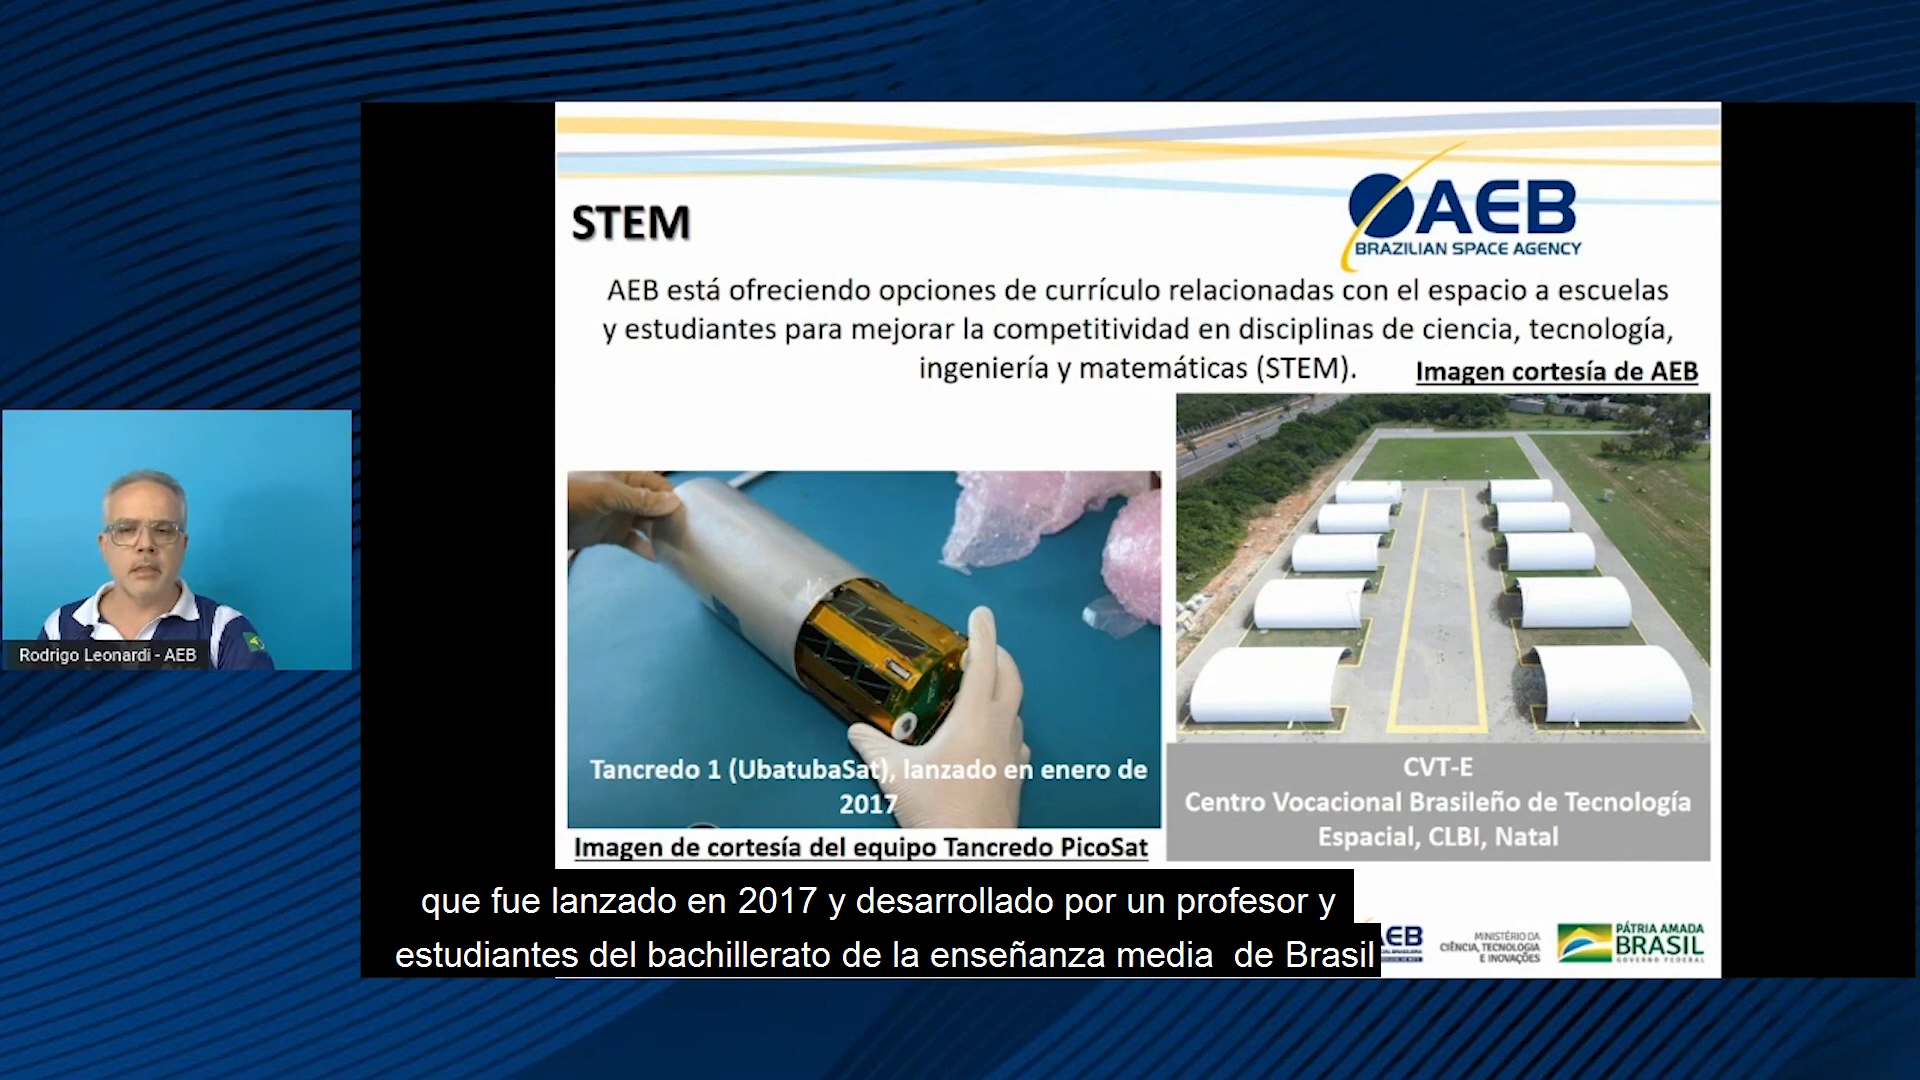 STEM
AEB
BRAZILIAN SPACE AGENCY
AEB está ofreciendo opciones de currículo relacionadas con el espacio a escuelas
y estudiantes para mejorar la competitividad en disciplinas de ciencia, tecnología,
ingeniería y matemáticas (STEM).
Imagen cortesía de AEB
Rodrigo Leonardi - AEB
Tancredo 1 (UbatubaSat), lanzado en enero de
2017
Imagen de cortesía del equipo Tancredo PicoSat
CVT-E
Centro Vocacional Brasileño de Tecnología
Espacial, CLBI, Natal
que fue lanzado en 2017 y desarrollado por un profesor y
estudiantes del bachillerato de la enseñanza media  de Brasil
AEB
MINISTÉRIO DA
CIÊNCIA, TECNOLOGIA
E INOVAÇÕES
PÁTRIA AMADA
BRASIL
GOVERNO FEDERAL